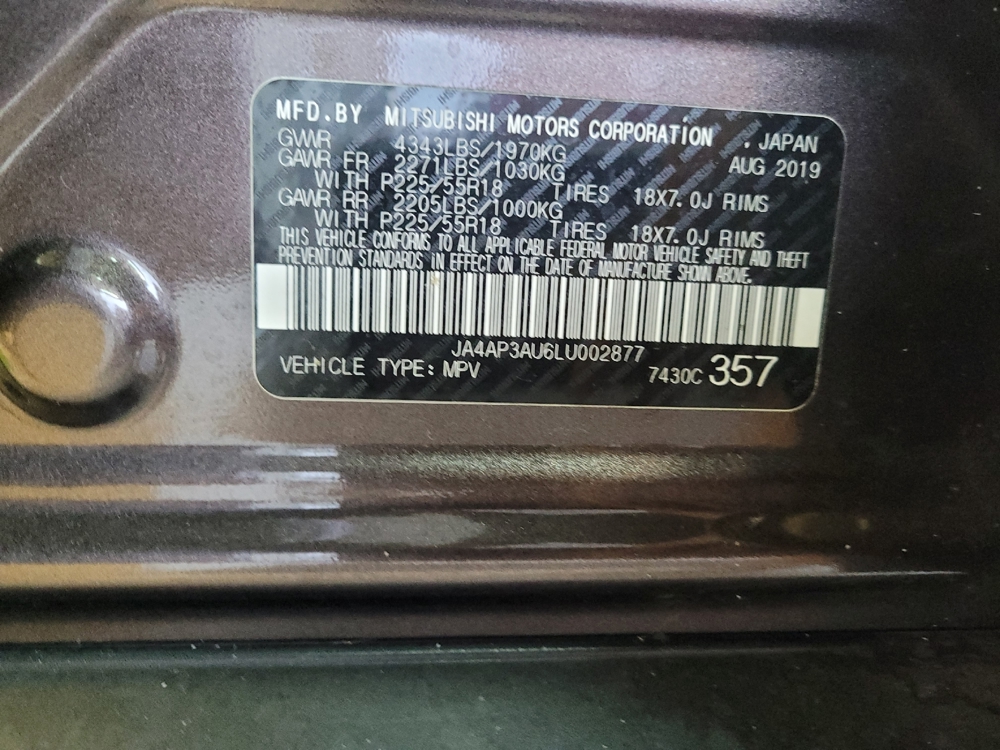 MFD.BY MITSUBISHI MOTORS CORPORATION , JAPAN
GWWR 4343LBS/1970KG AUG 2019
GAWR FR 2271LBS/1030KG
WITH P225/55R18 TIRES 18X7.0J RIMS
GAWR RR 2205LBS/1000KG
WITH P225/55R18 TIRES 18X7.0J RIMS
THIS VEHICLE CONFORMS TO ALL APPLICABLE FEDERAL MOTOR VEHICLE SAFETY AND THEFT
PREVENTION STANDARDS IN EFFECT ON THE DATE OF MANUFACTURE SHOWN ABOVE.
JA4AP3AU6LU002877
VEHICLE TYPE: MPV 7430C 357